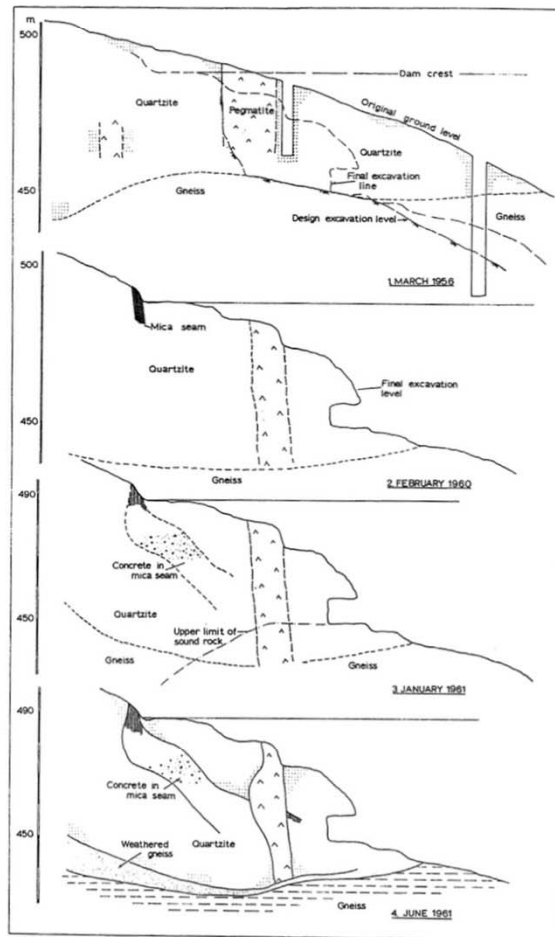 m.
500
Dam crest
Quartzite
Pegmatite
Original ground level
Quartzite
Final excavation
line
450
Gneiss
Gneiss
Design excavation level
1. MARCH 1956
500
Mica seam
Quartzite
Final excavation
level
450
Gneiss
2. FEBRUARY 1960
490
Concrete in
mica seam
Quartzite
Upper limit of
sound rock
450
Gneiss
Gneiss
3 JANUARY 1961
490
Concrete in
mica seam
450
Weathered
gneiss
Quartzite
Gneiss
4. JUNE 1961